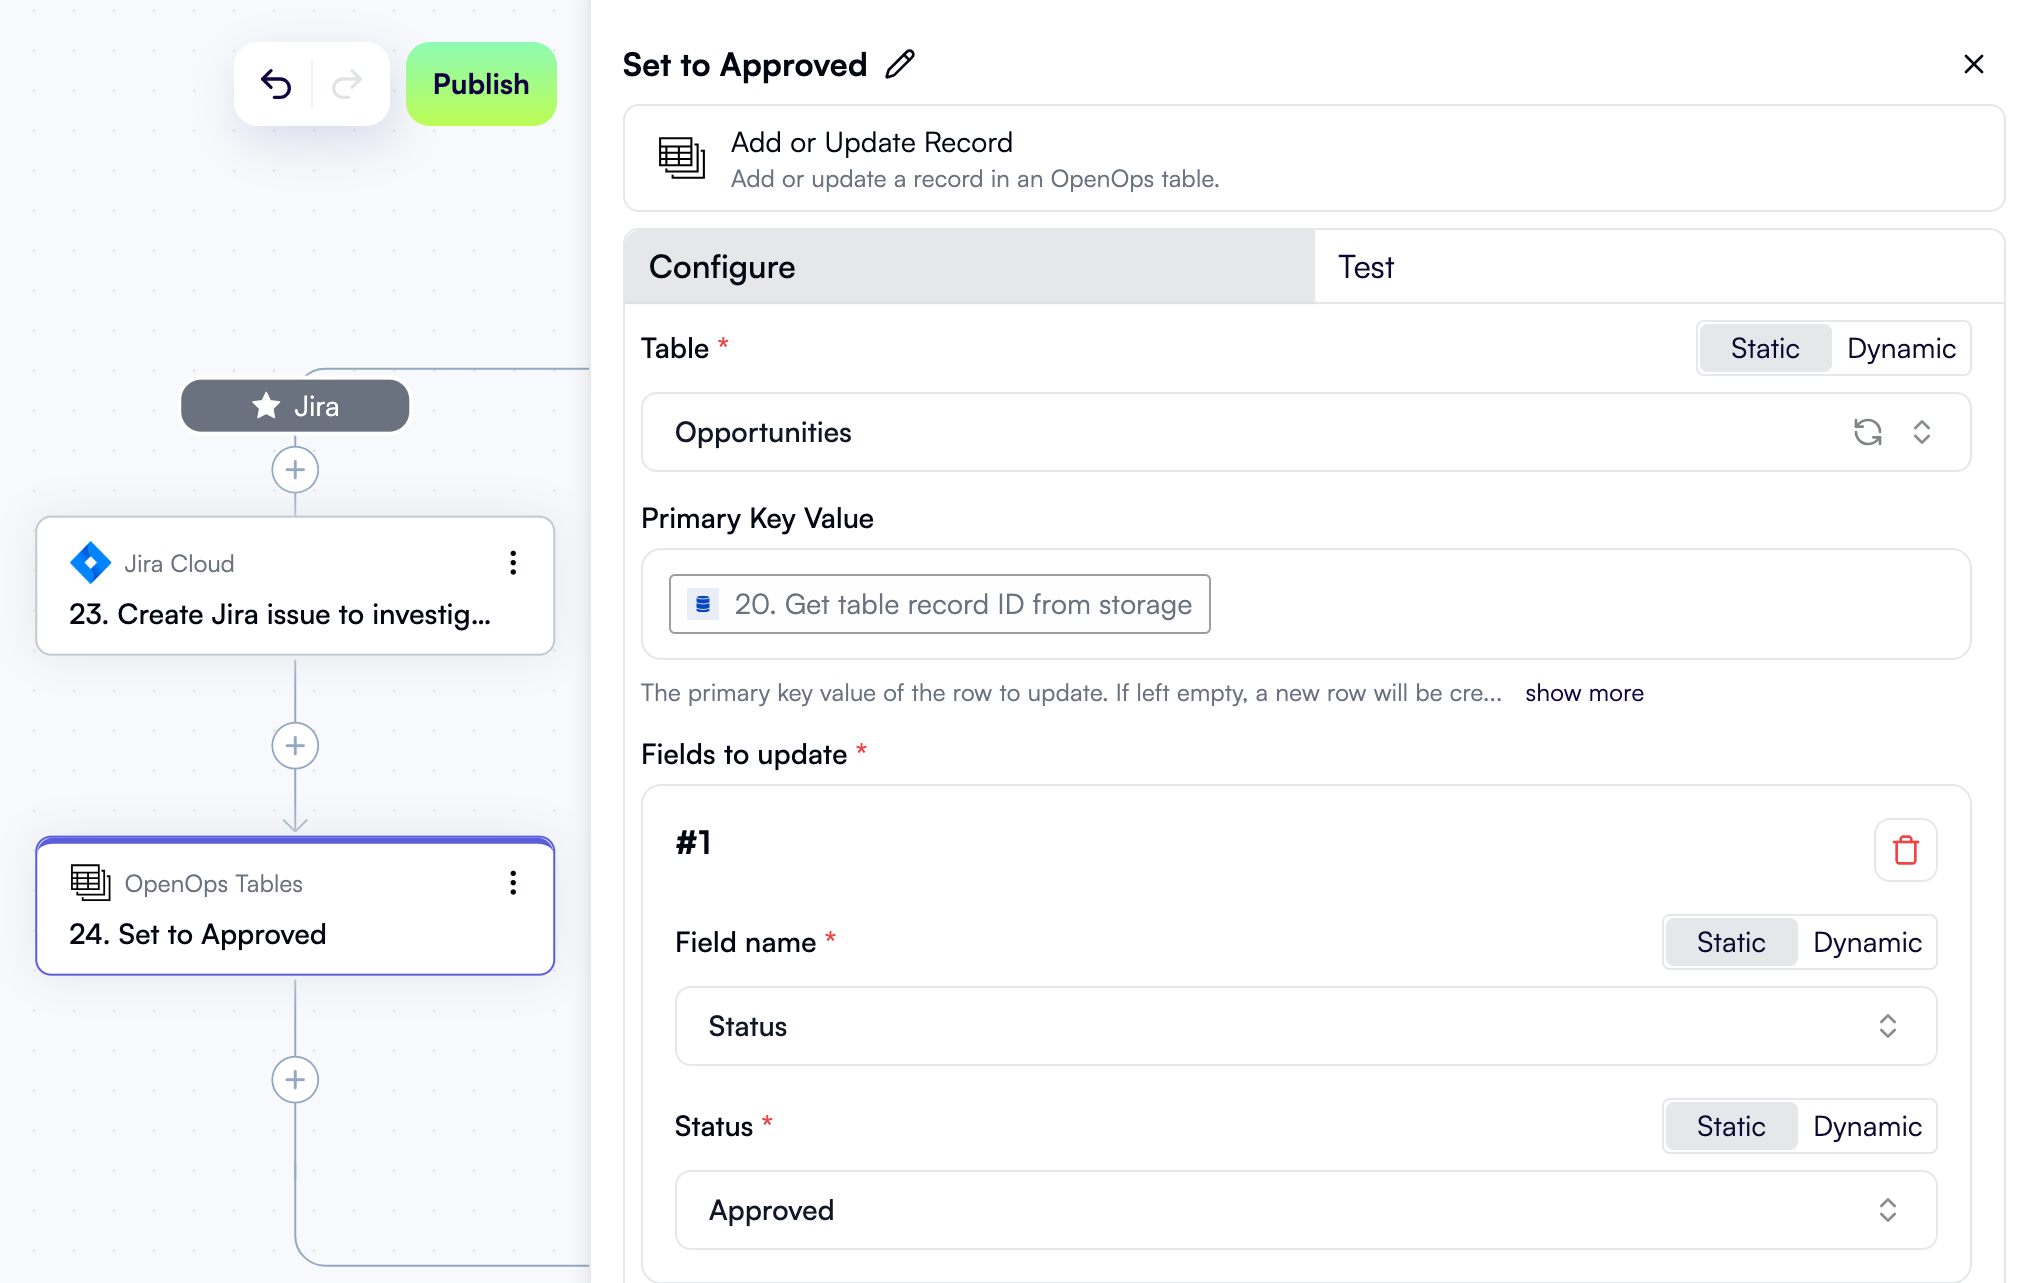 Publish
Jira
Jira Cloud
23. Create Jira issue to investig...
OpenOps Tables
24. Set to Approved
Set to Approved
Add or Update Record
Add or update a record in an OpenOps table.
Configure
Test
Table *
Static
Dynamic
Opportunities
Primary Key Value
20. Get table record ID from storage
The primary key value of the row to update. If left empty, a new row will be cre... show more
Fields to update *
#1
Field name *
Static
Dynamic
Status
Status *
Static
Dynamic
Approved